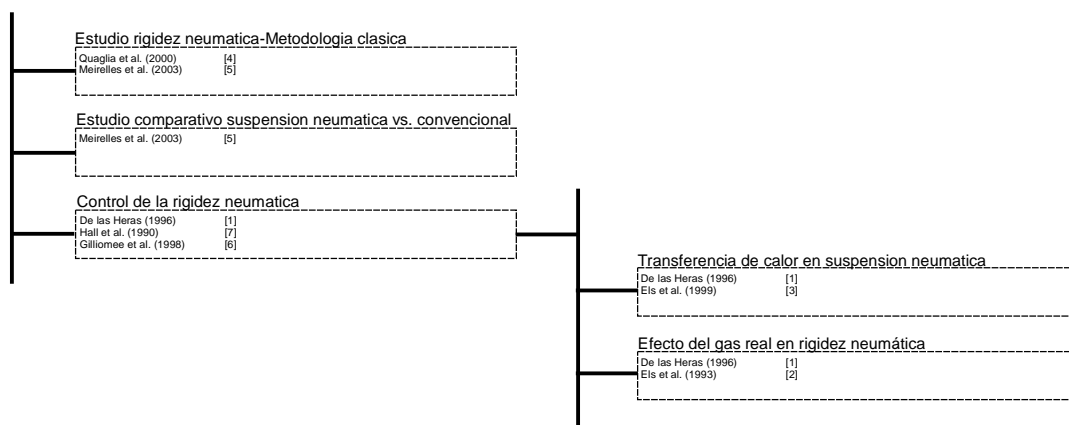 Estudio rigidez neumatica-Metodologia clasica
Quaglia et al. (2000) [4]
Meirelles et al. (2003) [5]
Estudio comparativo suspension neumatica vs. convencional
Meirelles et al. (2003) [5]
Control de la rigidez neumatica
De las Heras (1996) [1]
Hall et al. (1990) [7]
Gilliomee et al. (1998) [6]
Transferencia de calor en suspension neumatica
De las Heras (1996) [1]
Els et al. (1999) [3]
Efecto del gas real en rigidez neumática
De las Heras (1996) [1]
Els et al. (1993) [2]